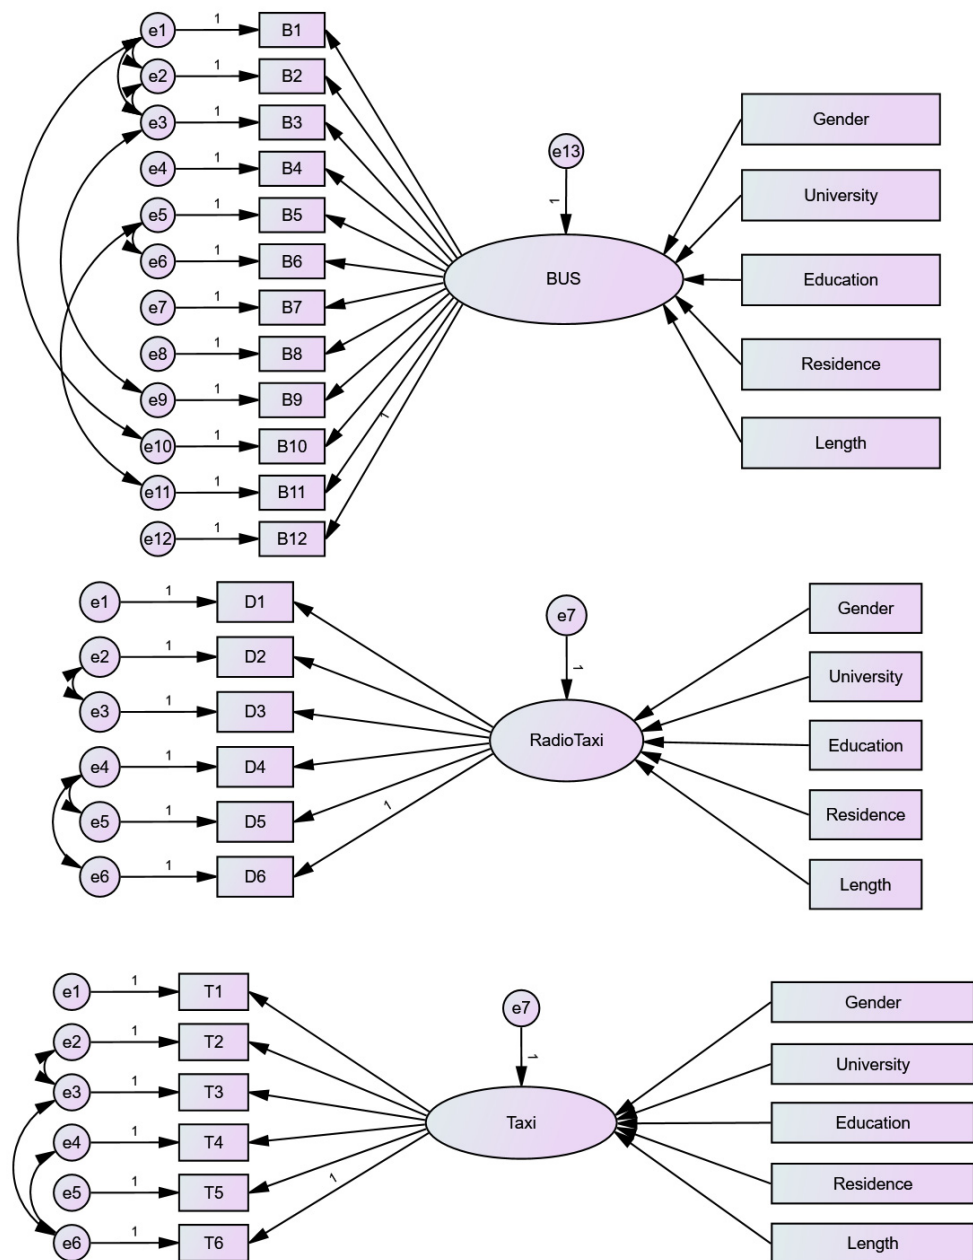 e1 1 B1
e2 1 B2
e3 1 B3
e4 1 B4
e5 1 B5
e6 1 B6
e7 1 B7
e8 1 B8
e9 1 B9
e10 1 B10
e11 1 B11
e12 1 B12
1
e13
1
BUS
Gender
University
Education
Residence
Length
e1 1 D1
e2 1 D2
e3 1 D3
e4 1 D4
e5 1 D5
e6 1 D6
1
e7
1
RadioTaxi
Gender
University
Education
Residence
Length
e1 1 T1
e2 1 T2
e3 1 T3
e4 1 T4
e5 1 T5
e6 1 T6
1
e7
1
Taxi
Gender
University
Education
Residence
Length